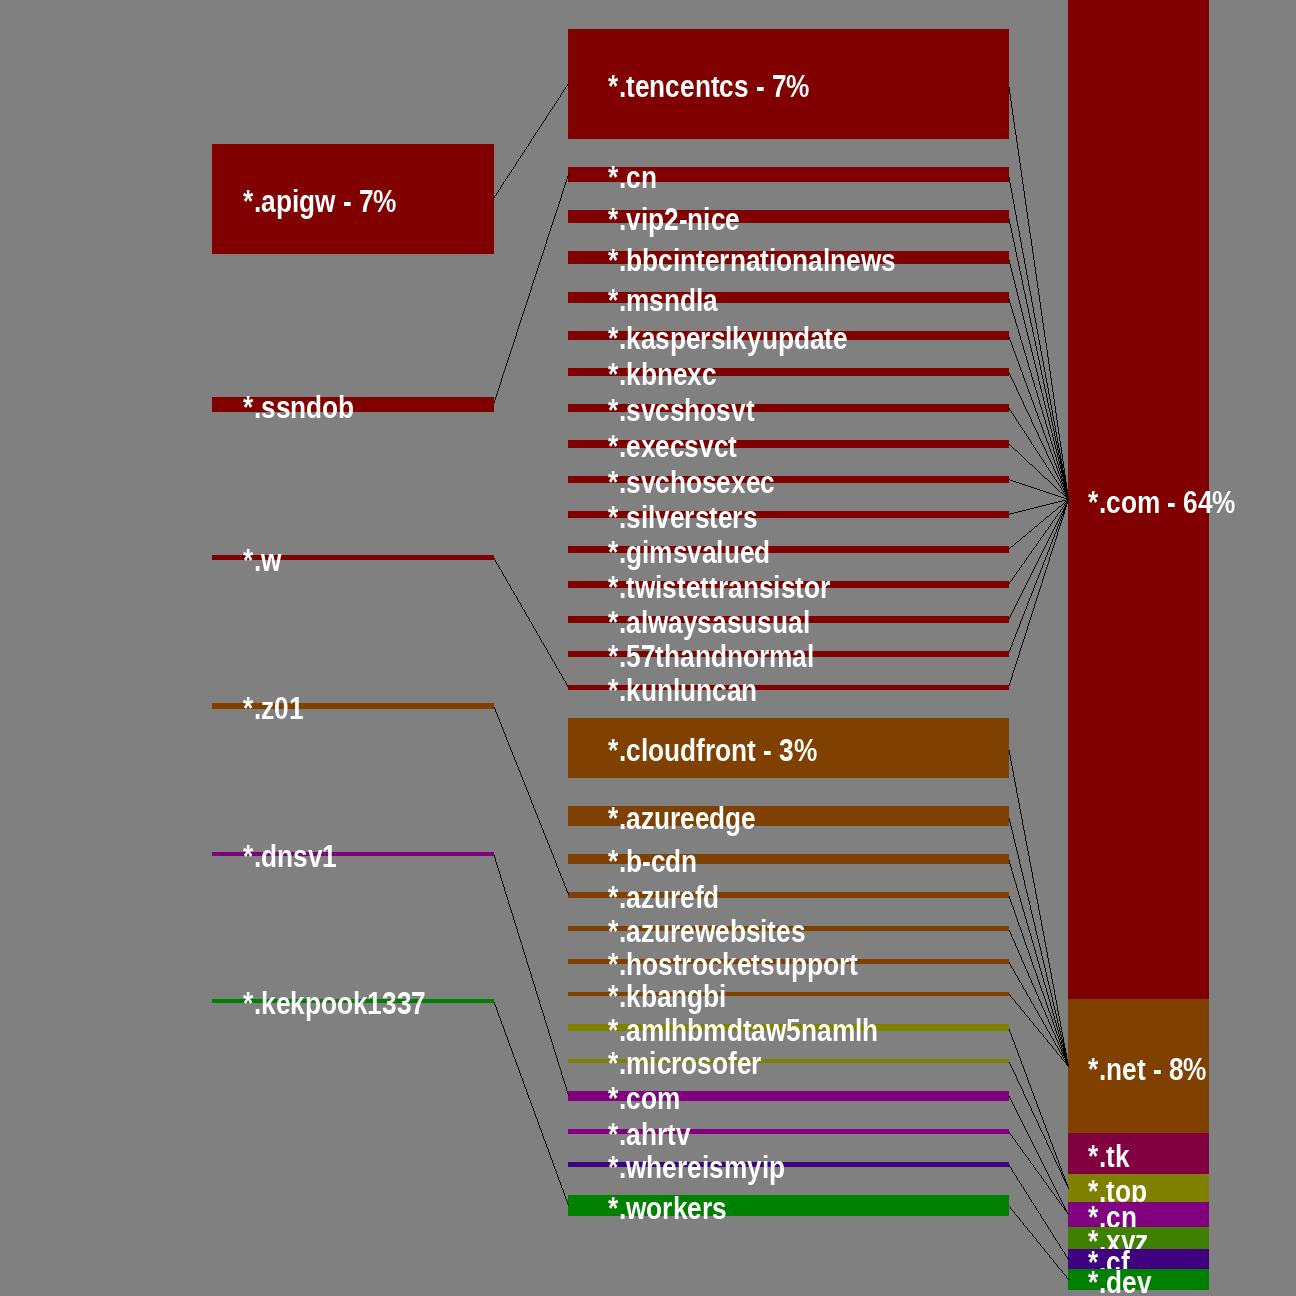 *.apigw - 7%
*.ssndob
*.w
*.z01
*.dnsv1
*.kekpook1337
*.tencentcs - 7%
*.cn
*.vip2-nice
*.bbcinternationalnews
*.msndla
*.kasperslkyupdate
*.kbnexc
*.svcshosvt
*.execsvct
*.svchosexec
*.silversters
*.gimsvalued
*.twistettransistor
*.alwaysasusual
*.57thandnormal
*.kunluncan
*.cloudfront - 3%
*.azureedge
*.b-cdn
*.azurefd
*.azurewebsites
*.hostrocketsupport
*.kbangbi
*.amlhbmdtaw5namlh
*.microsofer
*.com
*.ahrtv
*.whereismyip
*.workers
*.com - 64%
*.net - 8%
*.tk
*.top
*.cn
*.xyz
*.cf
*.dev